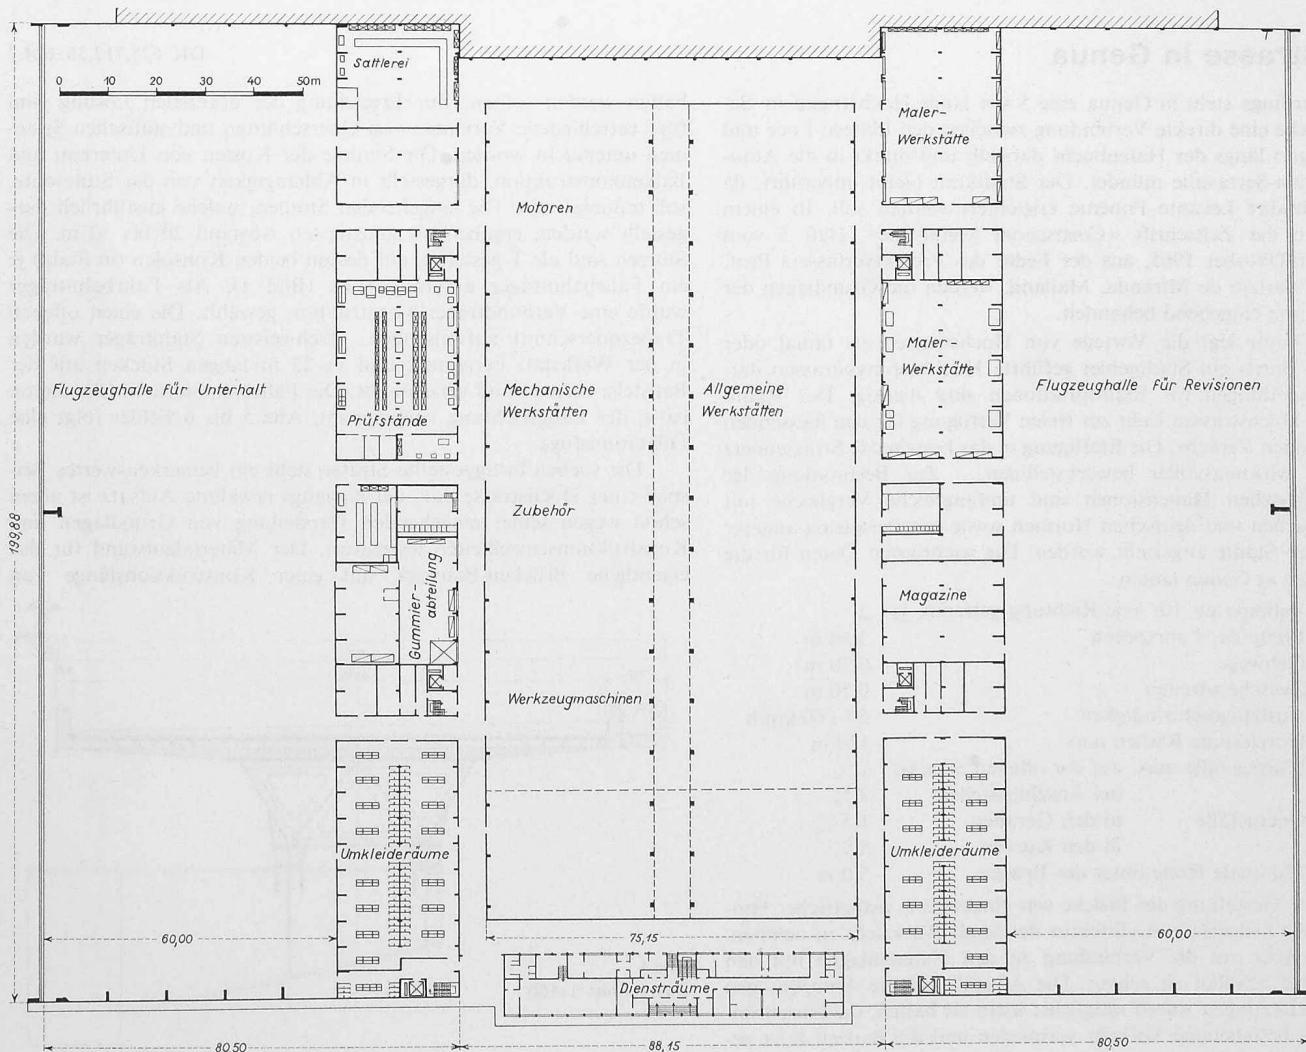 0 10 20 30 40 50m
Sattlerei
Maler-
Werkstätte
Motoren
Flugzeughalle für Unterhalt
Prüfstände
Mechanische
Werkstätten
Allgemeine
Werkstätten
Maler-
Werkstätte
Flugzeughalle für Revisionen
199,88
Zubehör
Gummier-
abteilung
Magazine
Werkzeugmaschinen
Umkleideräume
Umkleideräume
60,00
75,15
60,00
Diensträume
80,50
88,15
80,50